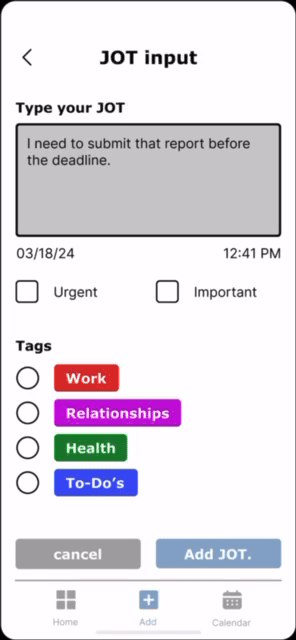 JOT input
Type your JOT
I need to submit that report before
the deadline.
03/18/24 12:41 PM
Urgent Important
Tags
Work
Relationships
Health
To-Do’s
cancel Add JOT.
Home Add Calendar